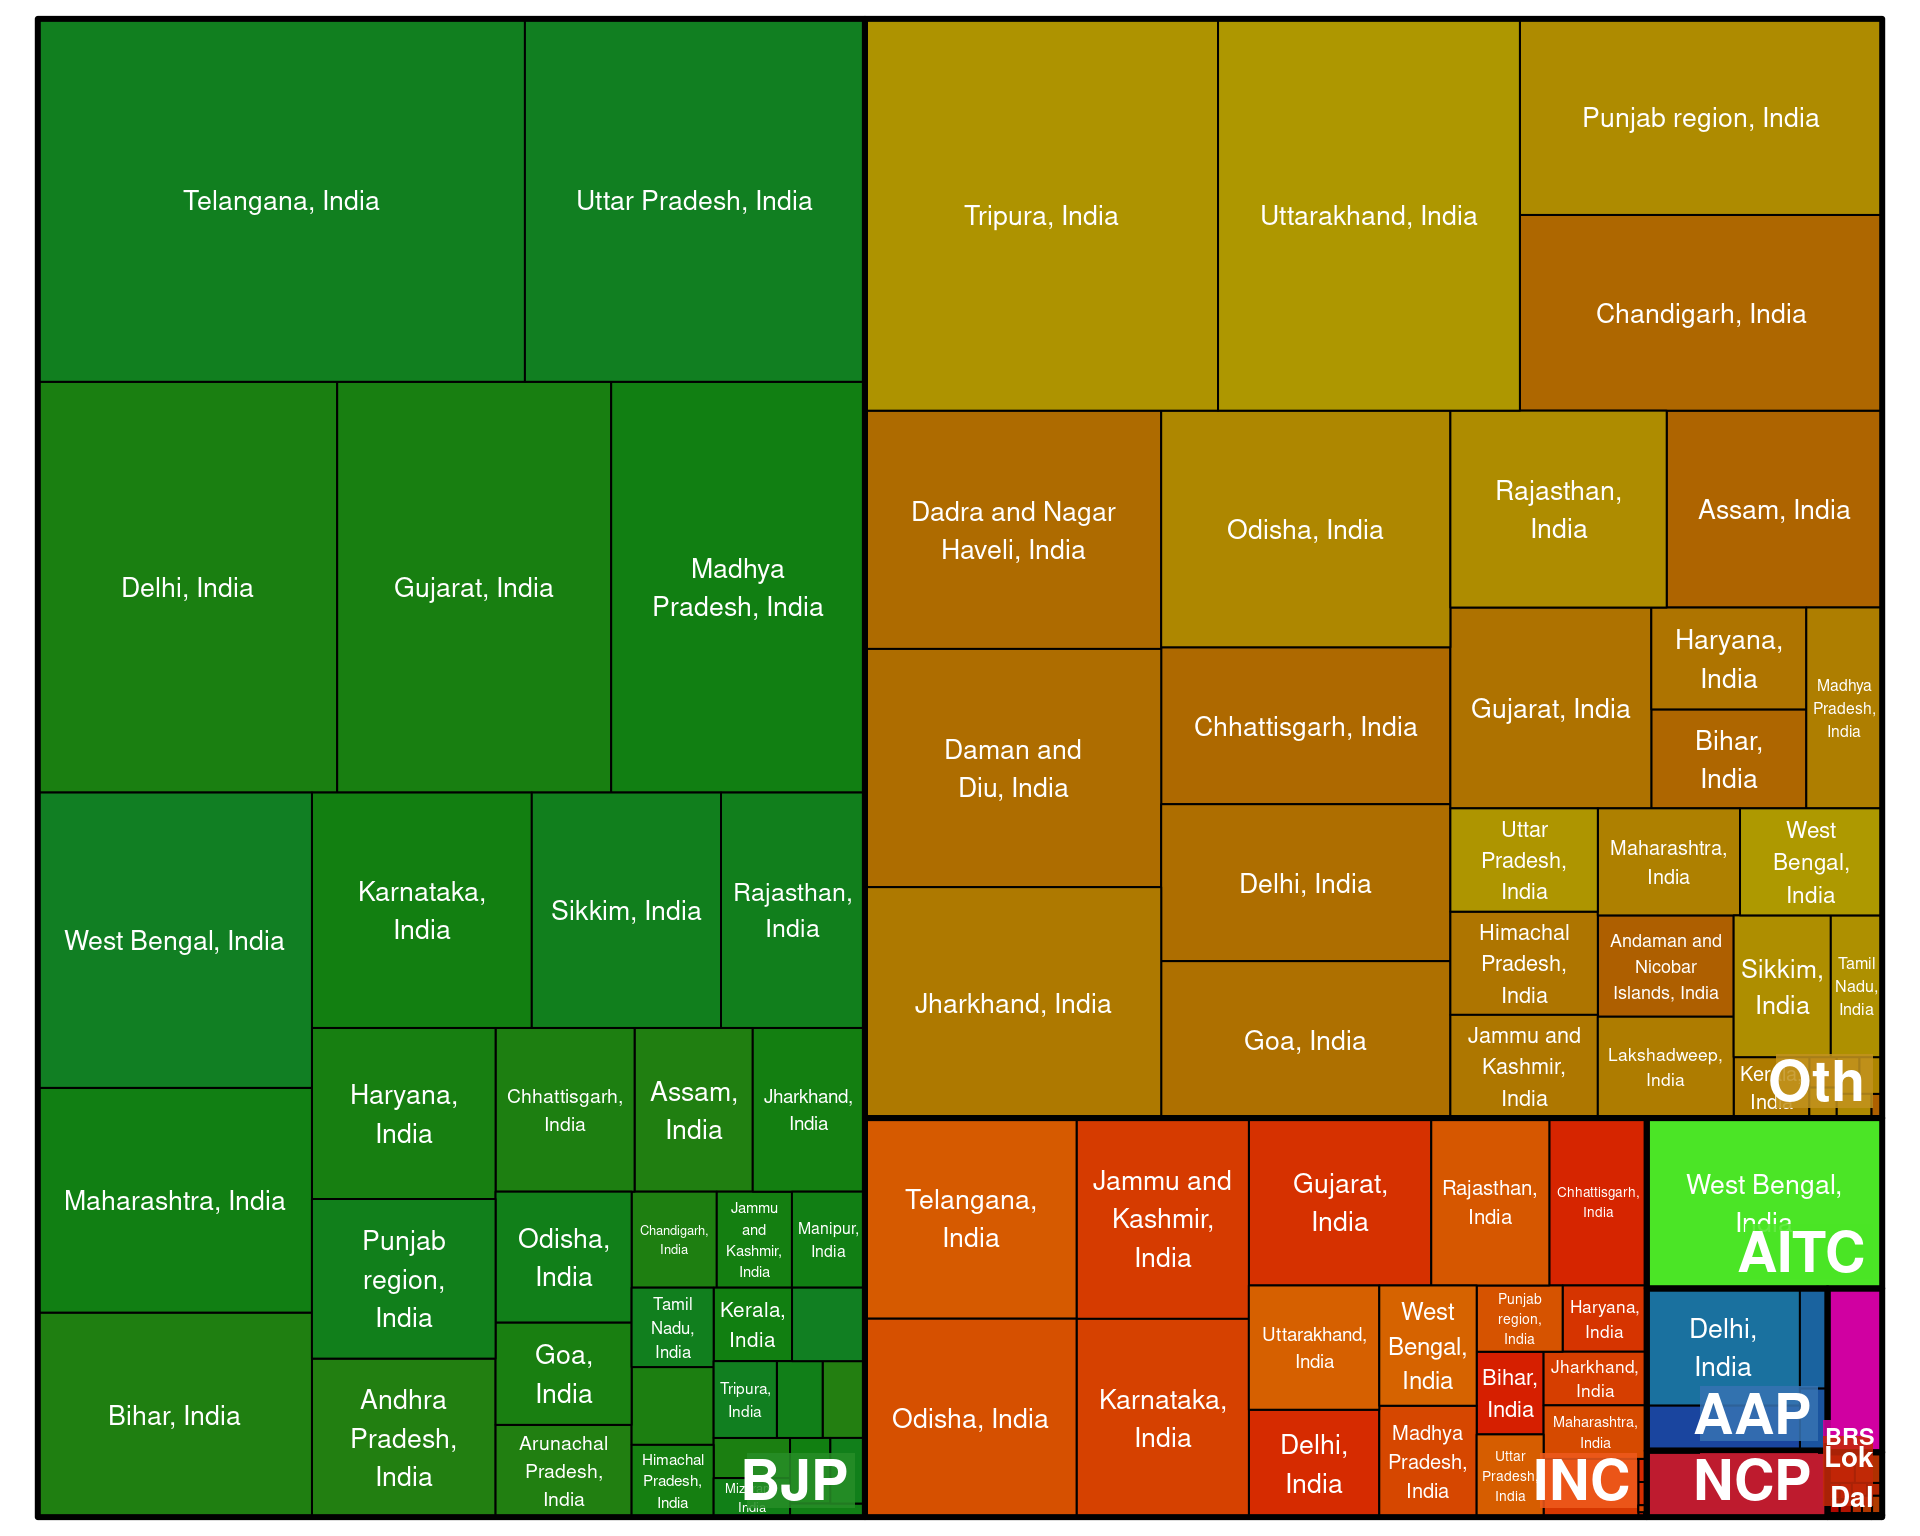 Telangana, India
Uttar Pradesh, India
Delhi, India
Gujarat, India
Madhya
Pradesh, India
West Bengal, India
Karnataka,
India
Sikkim, India
Rajasthan,
India
Maharashtra, India
Bihar, India
Haryana,
India
Chhattisgarh,
India
Assam,
India
Jharkhand,
India
Punjab
region,
India
Odisha,
India
Chandigarh,
India
Jammu
and
Kashmir,
India
Manipur,
India
Andhra
Pradesh,
India
Goa,
India
Tamil
Nadu,
India
Kerala,
India
Tripura,
India
Arunachal
Pradesh,
India
Himachal
Pradesh,
India
India
BJP
Tripura, India
Uttarakhand, India
Punjab region, India
Chandigarh, India
Dadra and Nagar
Haveli, India
Odisha, India
Rajasthan,
India
Assam, India
Daman and
Diu, India
Chhattisgarh, India
Gujarat, India
Haryana,
India
Bihar,
India
Madhya
Pradesh,
India
Delhi, India
Jharkhand, India
Goa, India
Uttar
Pradesh,
India
Maharashtra,
India
West
Bengal,
India
Himachal
Pradesh,
India
Andaman and
Nicobar
Islands, India
Sikkim,
India
Tamil
Nadu,
India
Jammu and
Kashmir,
India
Lakshadweep,
India
Kerala,
India
Oth
Telangana,
India
Jammu and
Kashmir,
India
Gujarat,
India
Rajasthan,
India
Chhattisgarh,
India
Odisha, India
Karnataka,
India
Uttarakhand,
India
West
Bengal,
India
Punjab
region,
India
Haryana,
India
Delhi,
India
Madhya
Pradesh,
India
Bihar,
India
Jharkhand,
India
Maharashtra,
India
Uttar
Pradesh,
India
INC
West Bengal,
India
AITC
Delhi,
India
AAP
BRS
Lok
Dal
NCP